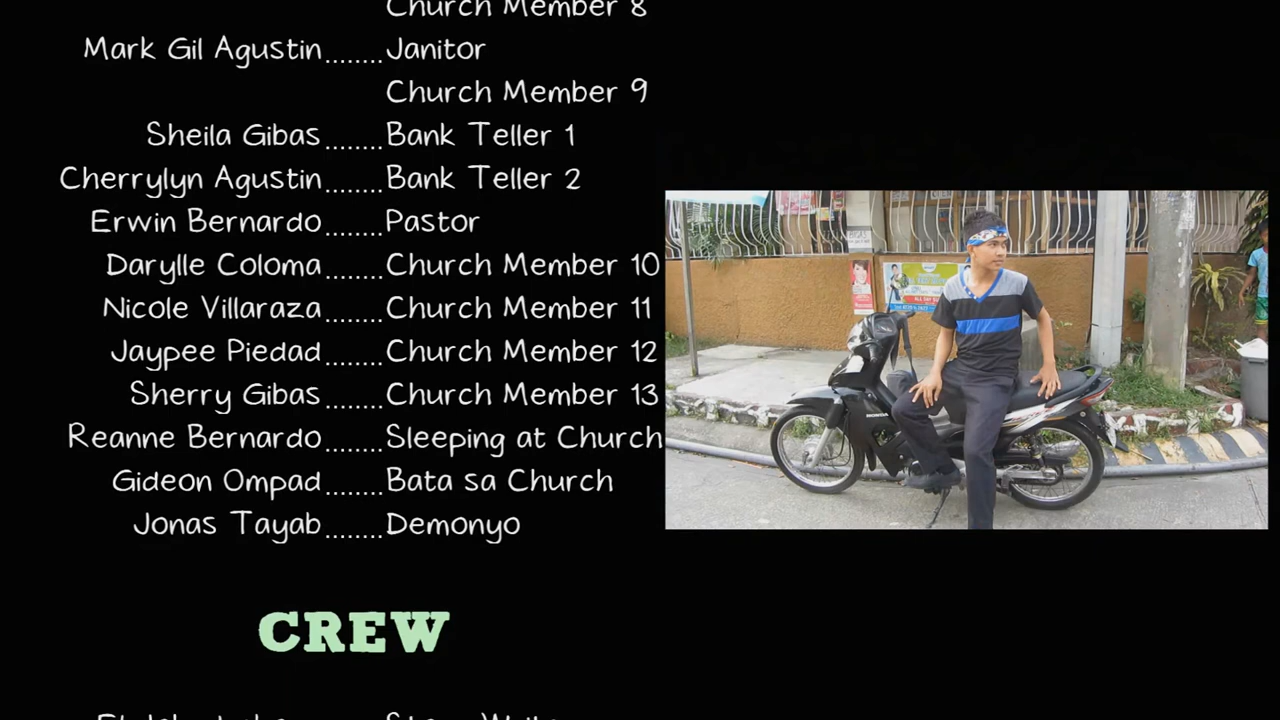 Church Member 8
Mark Gil Agustin........Janitor
Church Member 9
Sheila Gibas........Bank Teller 1
Cherrylyn Agustin........Bank Teller 2
Erwin Bernardo........Pastor
Darylle Coloma........Church Member 10
Nicole Villaraza........Church Member 11
Jaypee Piedad........Church Member 12
Sherry Gibas........Church Member 13
Reanne Bernardo........Sleeping at Church
Gideon Ompad........Bata sa Church
Jonas Tayab........Demonyo
CREW
HONDA